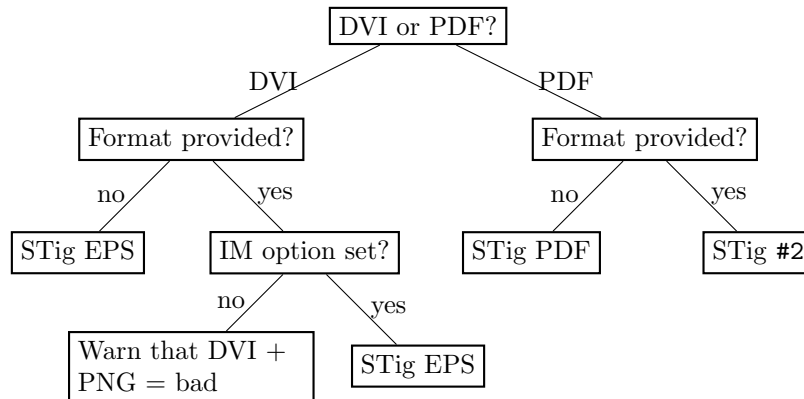 DVI or PDF?
DVI
PDF
Format provided?
Format provided?
no
yes
no
yes
STig EPS
IM option set?
STig PDF
STig #2
no
yes
Warn that DVI +
PNG = bad
STig EPS